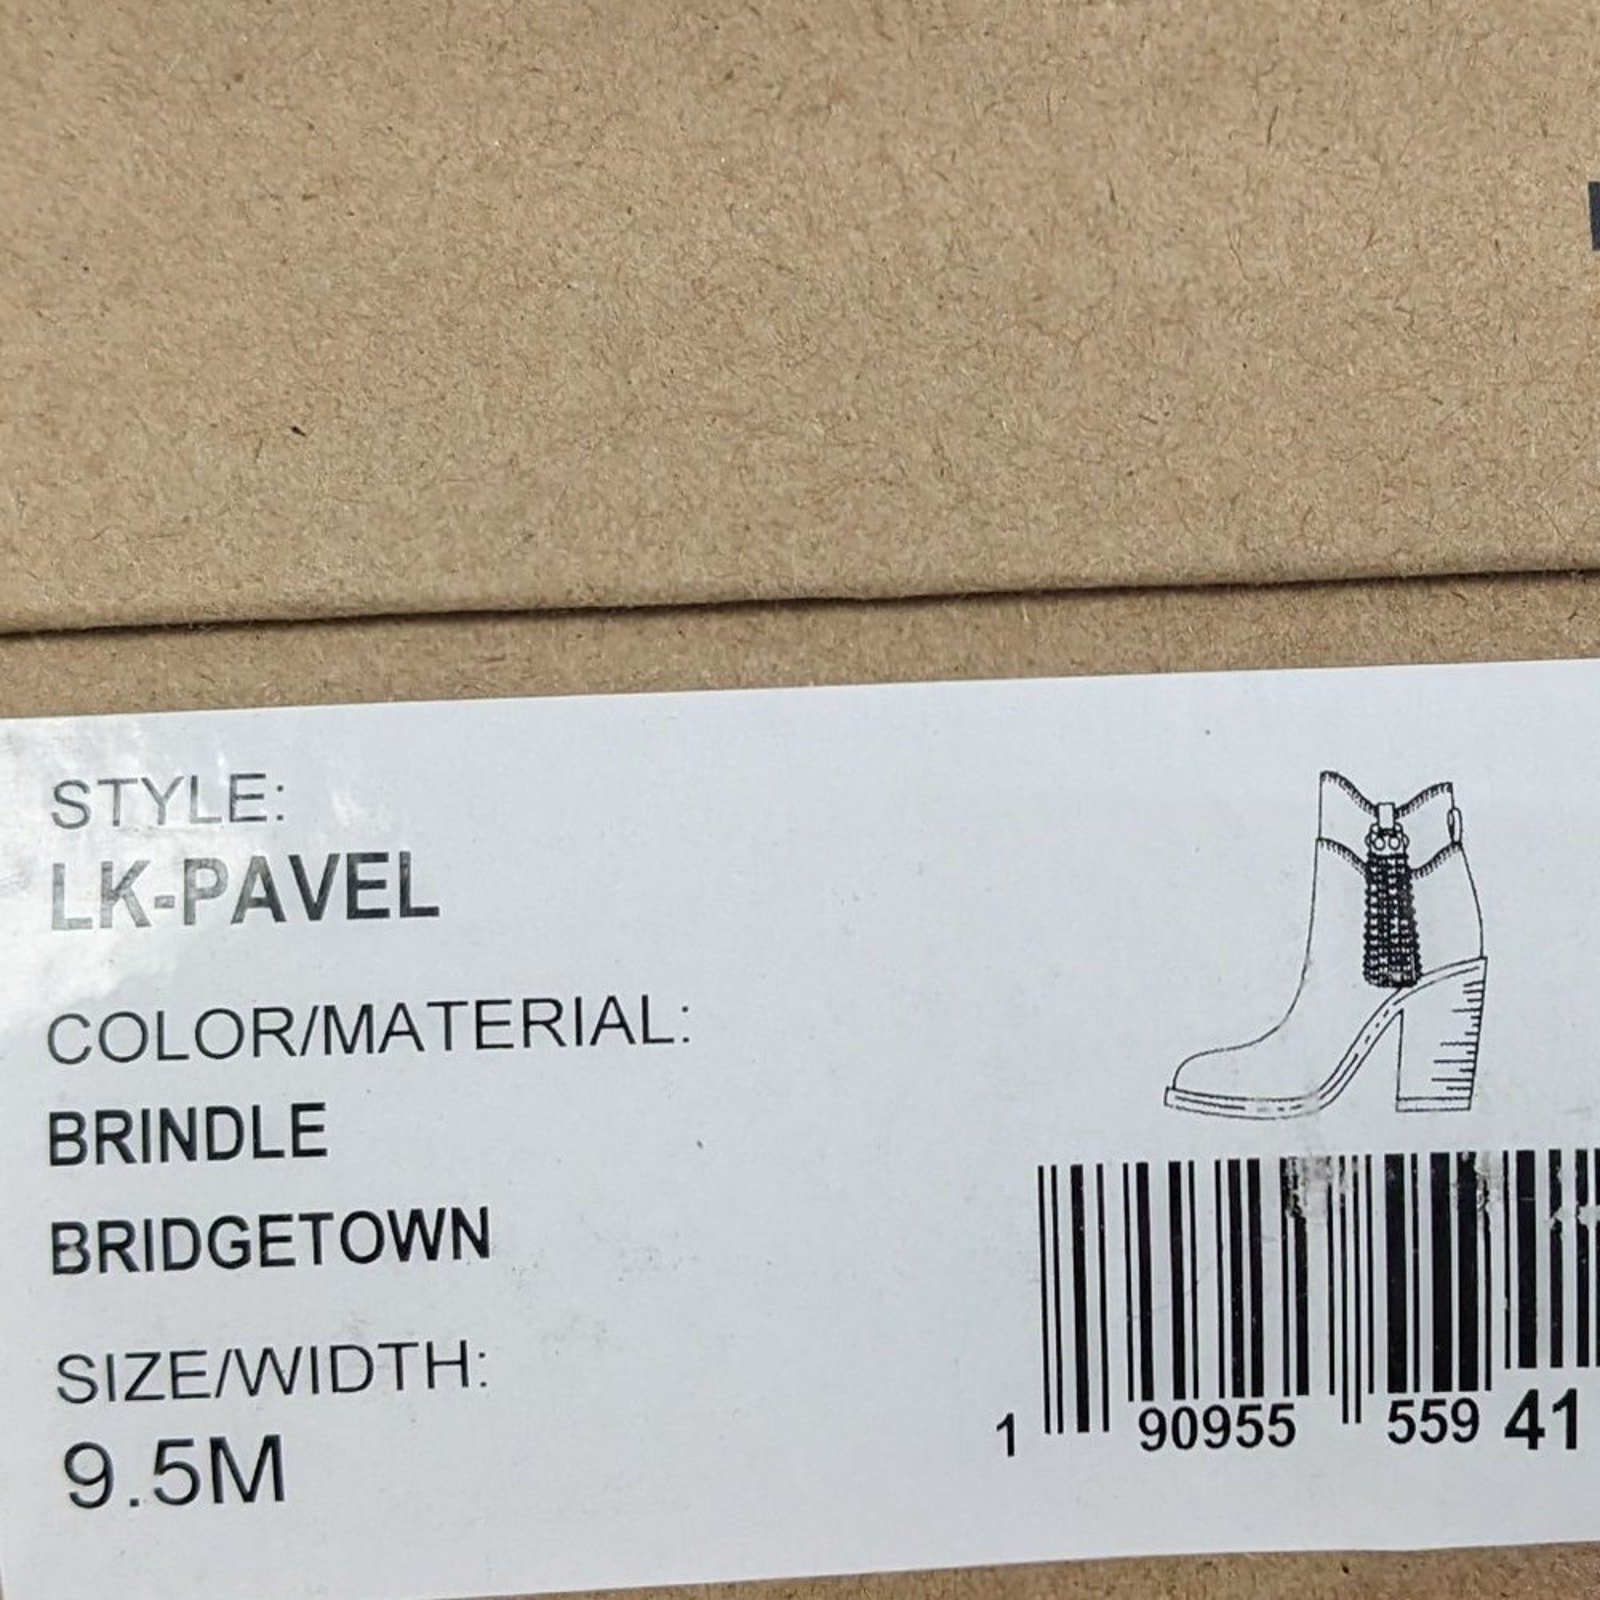 STYLE:
LK-PAVEL
COLOR/MATERIAL:
BRINDLE
BRIDGETOWN
SIZE/WIDTH:
9.5M
1 90955 559 41